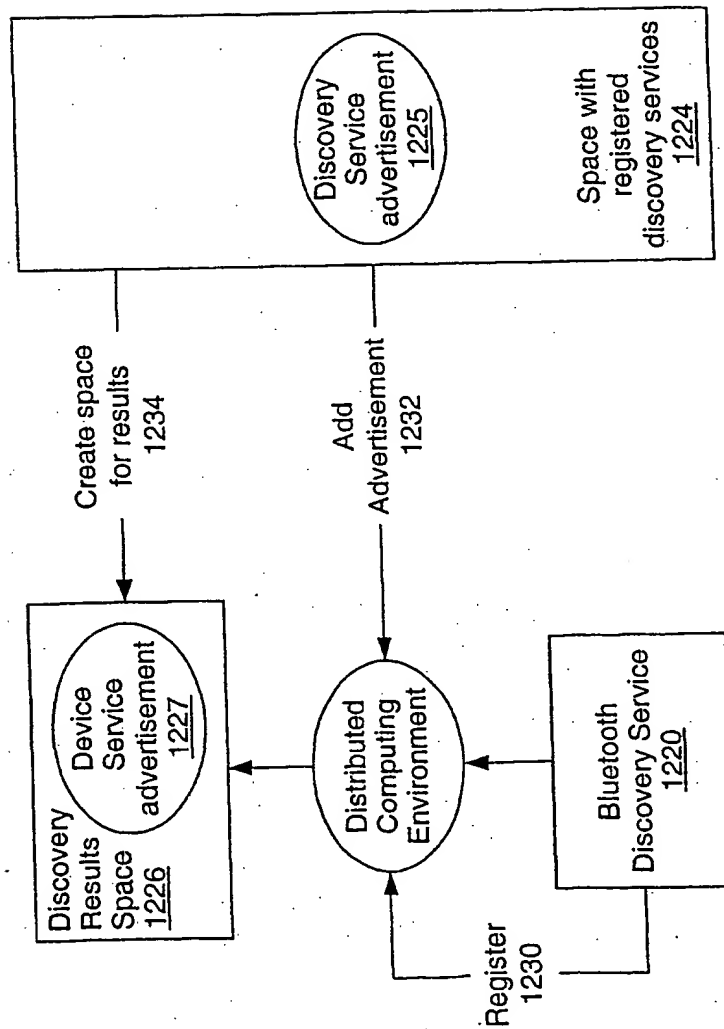 Discovery
Results
Space
1226
Device
Service
advertisement
1227
Create space
for results
1234
Discovery
Service
advertisement
1225
Space with
registered
discovery services
1224
Distributed
Computing
Environment
Add
Advertisement
1232
Register
1230
Bluetooth
Discovery Service
1220